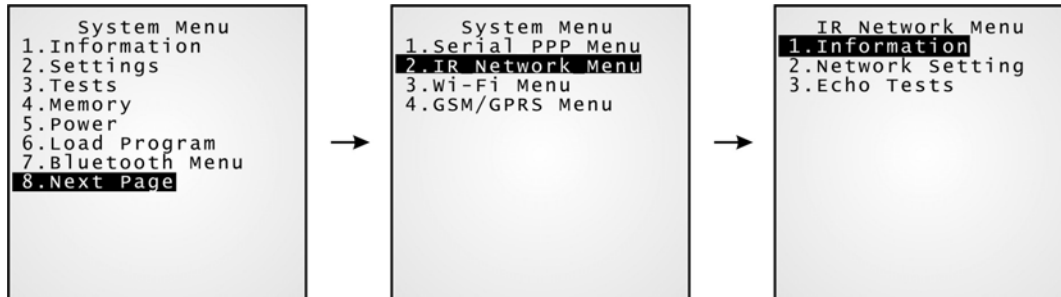 System Menu
1.Information
2.Settings
3.Tests
4.Memory
5.Power
6.Load Program
7.Bluetooth Menu
8.Next Page
System Menu
1.Serial PPP Menu
2.IR Network Menu
3.Wi-Fi Menu
4.GSM/GPRS Menu
IR Network Menu
1.Information
2.Network Setting
3.Echo Tests